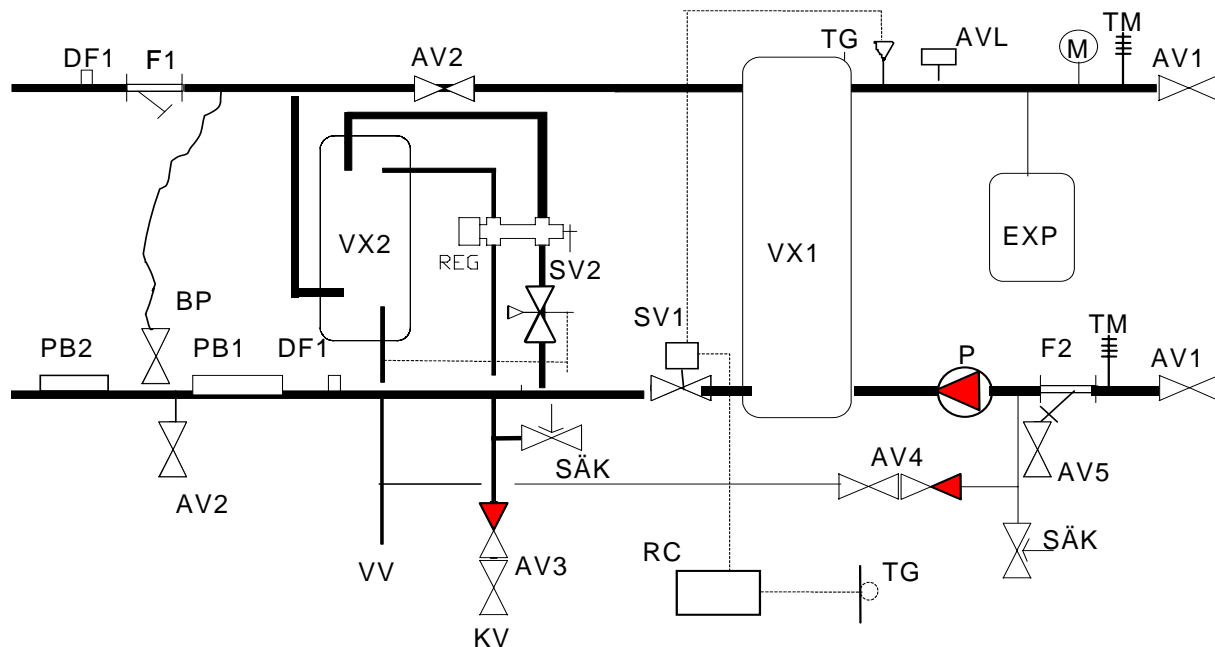 DF1
F1
AV2
TG
AVL
M
TM
AV1
VX2
REG
SV2
VX1
EXP
BP
SV1
PB2
PB1
DF1
P
F2
TM
AV1
SÄK
AV4
AV5
AV2
VV
AV3
KV
RC
TG
SÄK